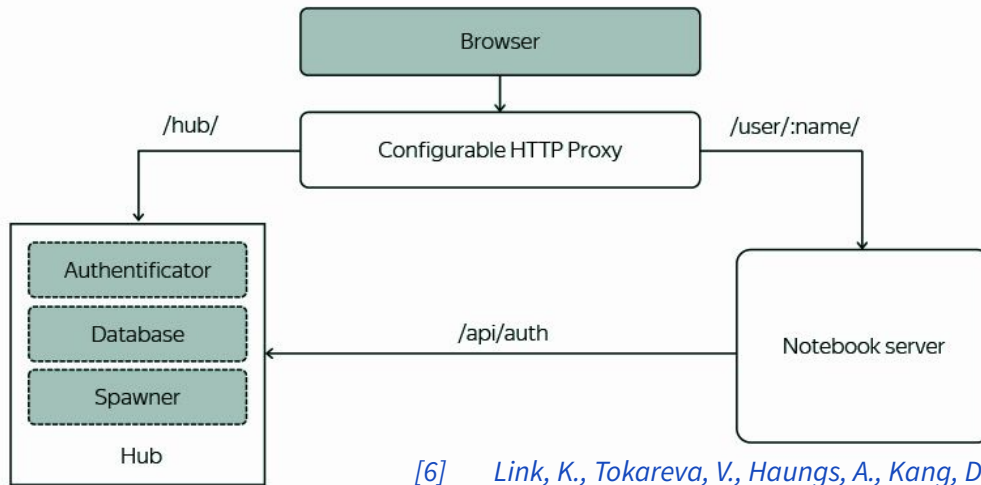 Browser
/hub/
/user/:name/
Configurable HTTP Proxy
Authentificator
Database
Spawner
Hub
/api/auth
Notebook server
[6] Link, K., Tokareva, V., Haungs, A., Kang, D